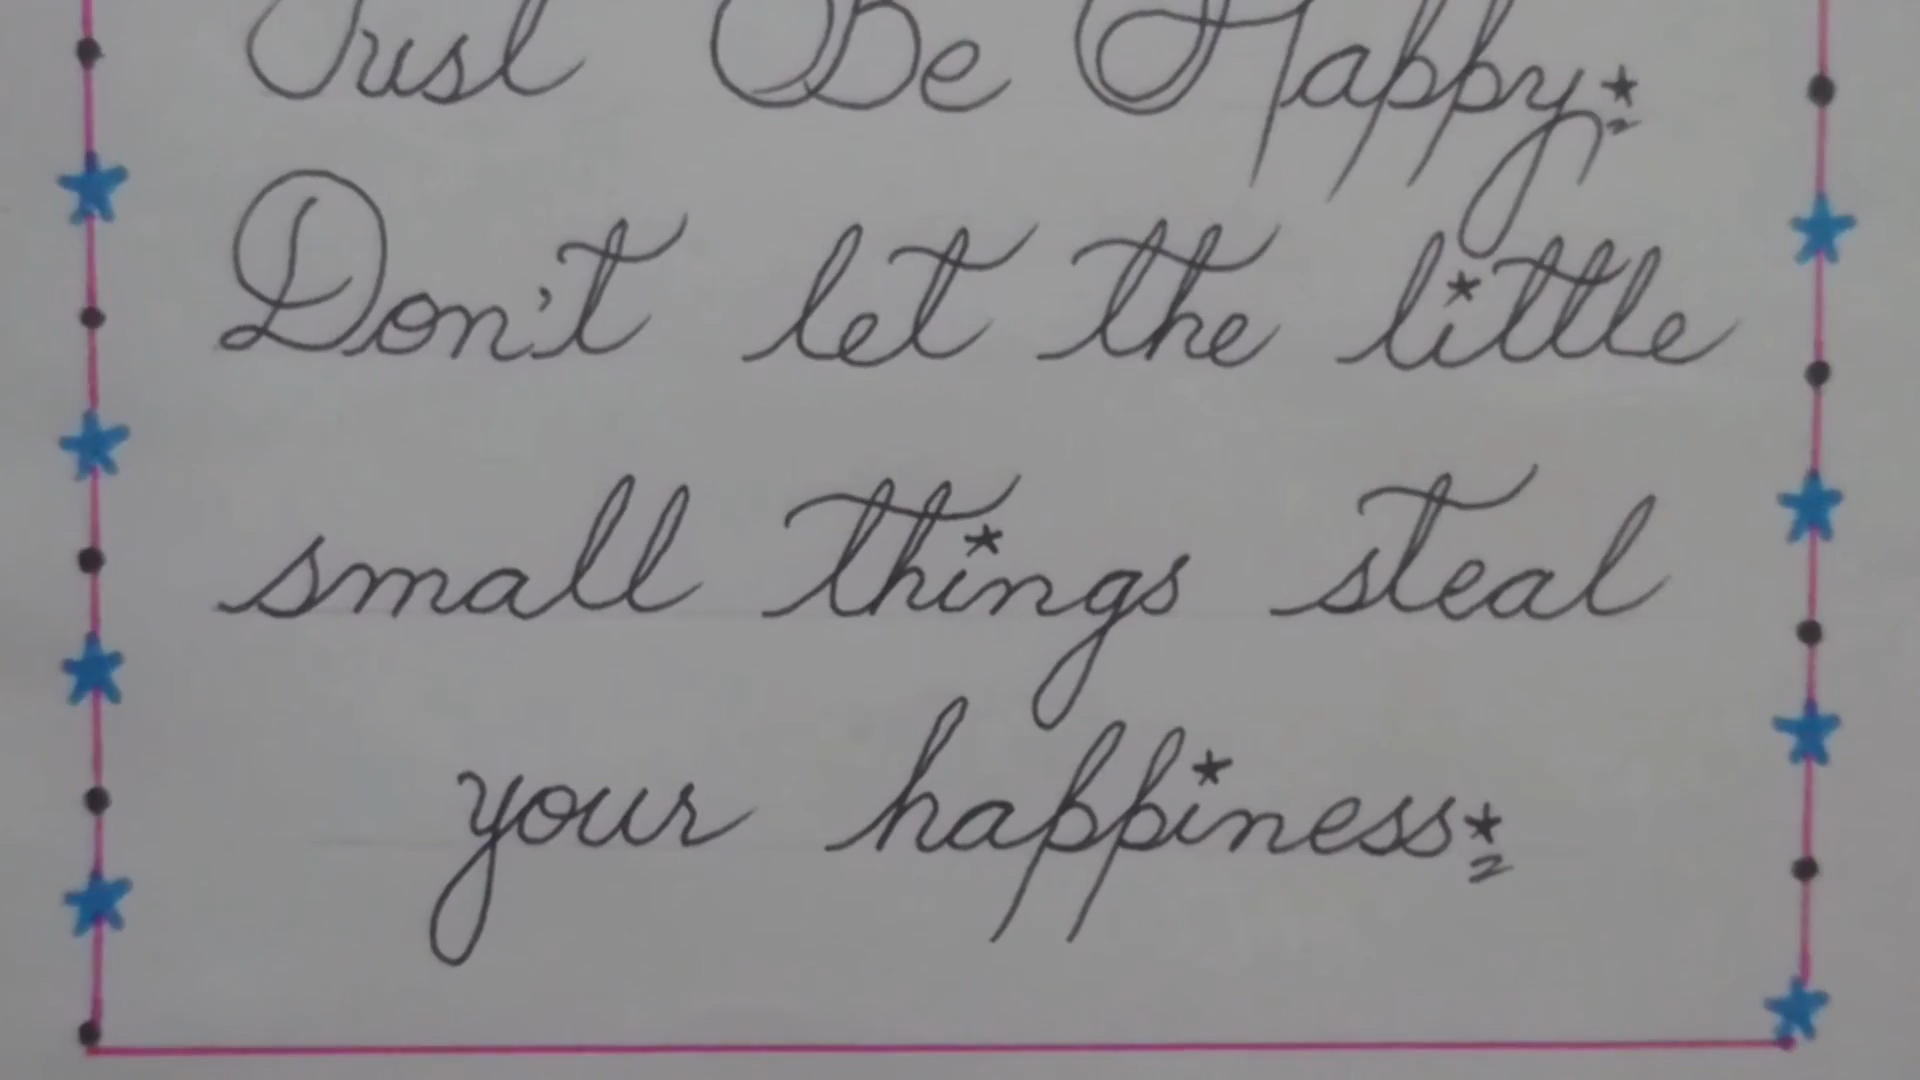 Just Be Happy.
Don't let the little
small things steal
your happiness.